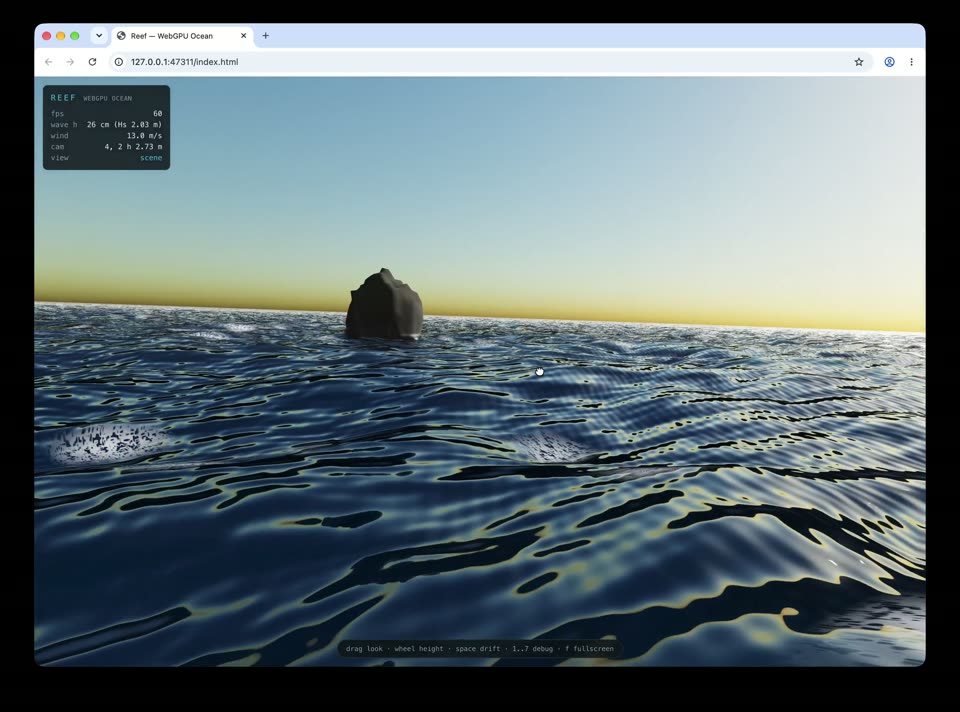 Reef — WebGPU Ocean
127.0.0.1:47311/index.html
REEF WEBGPU OCEAN
fps 60
wave h 26 cm (Hs 2.03 m)
wind 13.0 m/s
cam 4, 2 h 2.73 m
view scene
drag look · wheel height · space drift · 1..7 debug · f fullscreen